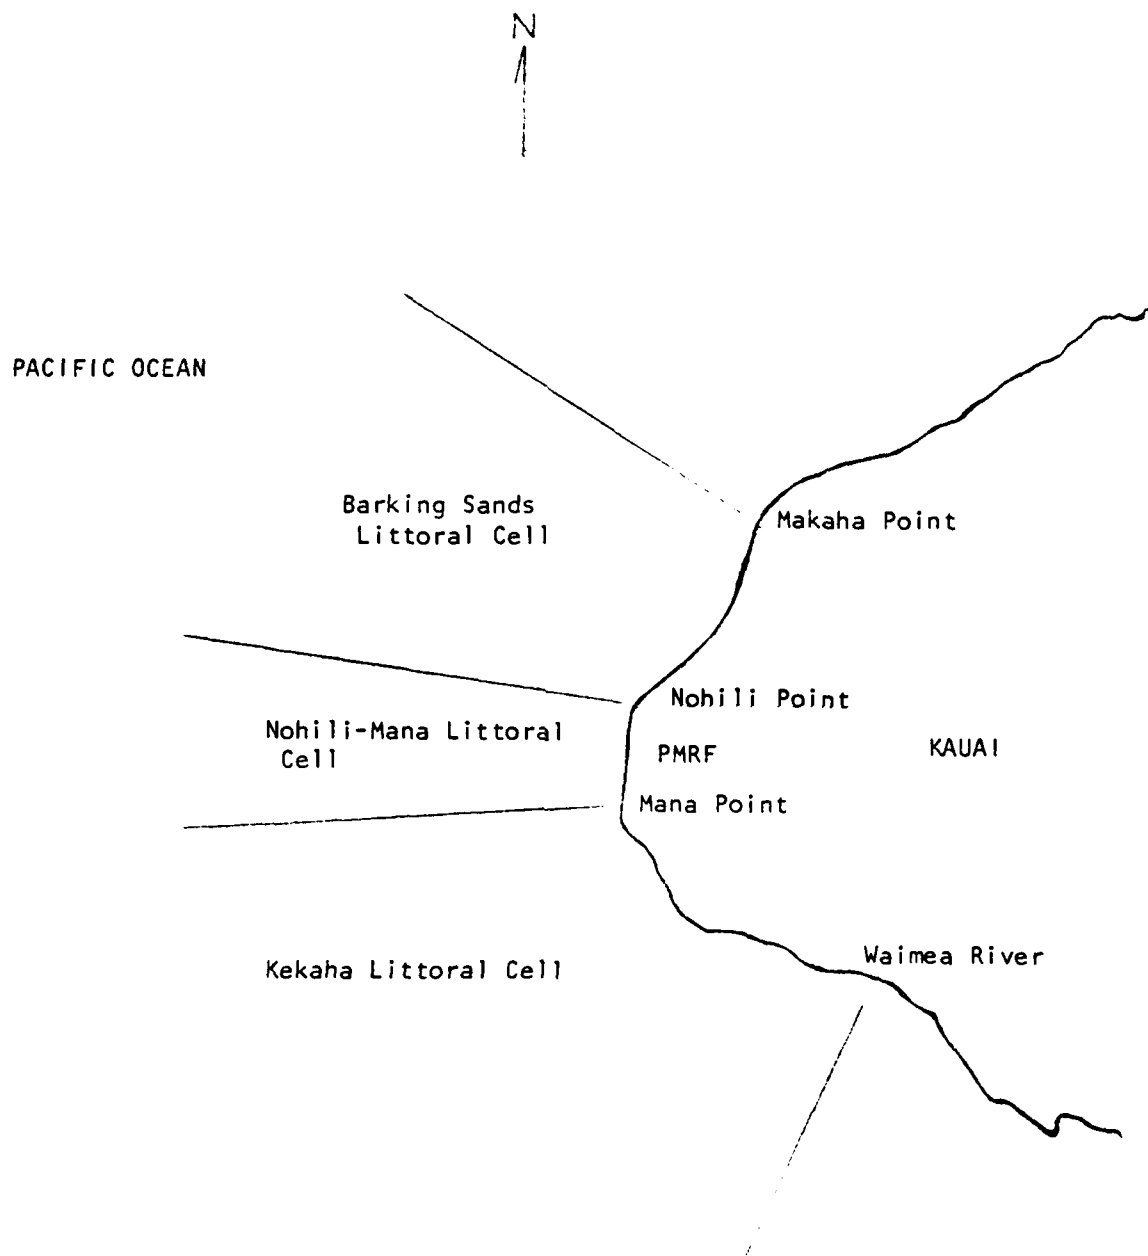 N
PACIFIC OCEAN
Barking Sands
Littoral Cell
Makaha Point
Nohili Point
Nohili-Mana Littoral
Cell
PMRF
KAUAI
Mana Point
Waimea River
Kekaha Littoral Cell